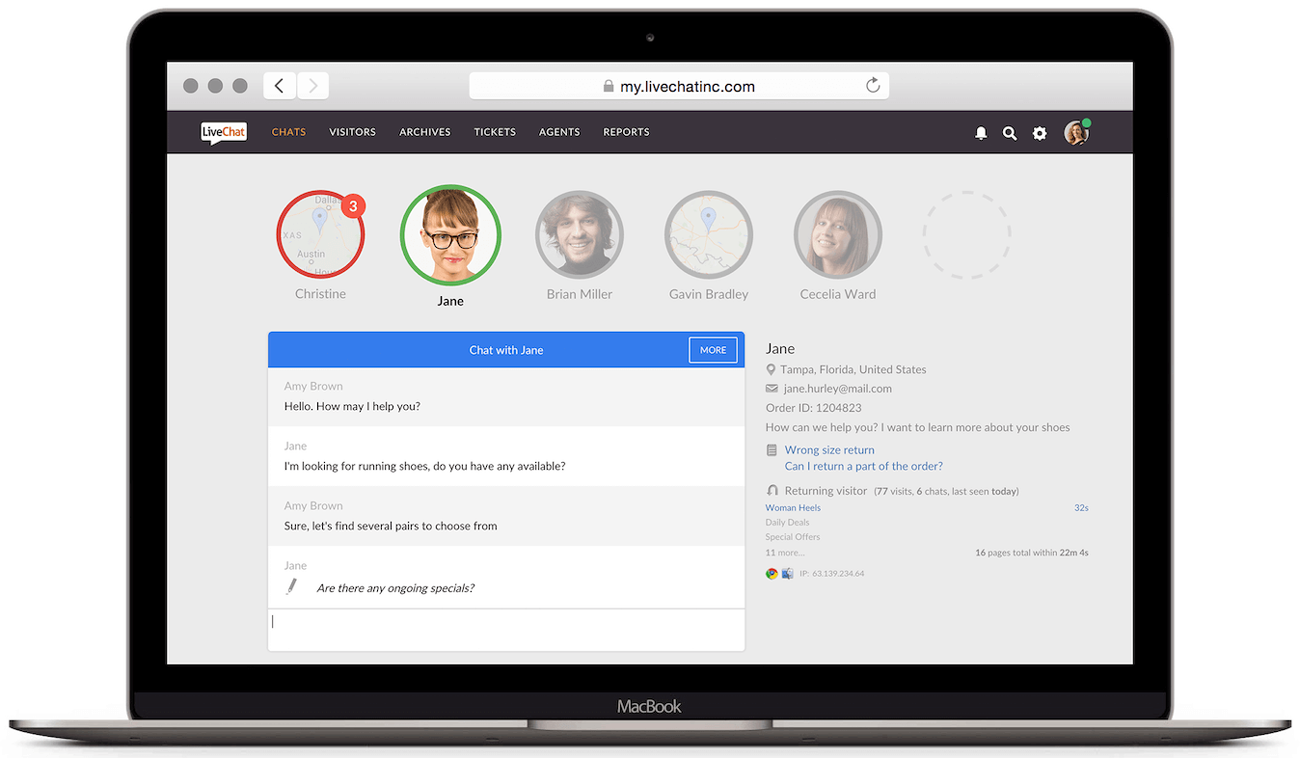 my.livechatinc.com
LiveChat CHATS VISITORS ARCHIVES TICKETS AGENTS REPORTS
Dallas
3
XAS
Austin
Hou
Christine
Jane
Brian Miller
Gavin Bradley
Cecelia Ward
Chat with Jane
MORE
Amy Brown
Hello. How may I help you?
Jane
I'm looking for running shoes, do you have any available?
Amy Brown
Sure, let's find several pairs to choose from
Jane
Are there any ongoing specials?
Jane
Tampa, Florida, United States
jane.hurley@mail.com
Order ID: 1204823
How can we help you? I want to learn more about your shoes
Wrong size return
Can I return a part of the order?
Returning visitor (77 visits, 6 chats, last seen today)
Woman Heels 32s
Daily Deals
Special Offers
11 more... 16 pages total within 22m 4s
IP: 63.139.234.64
MacBook